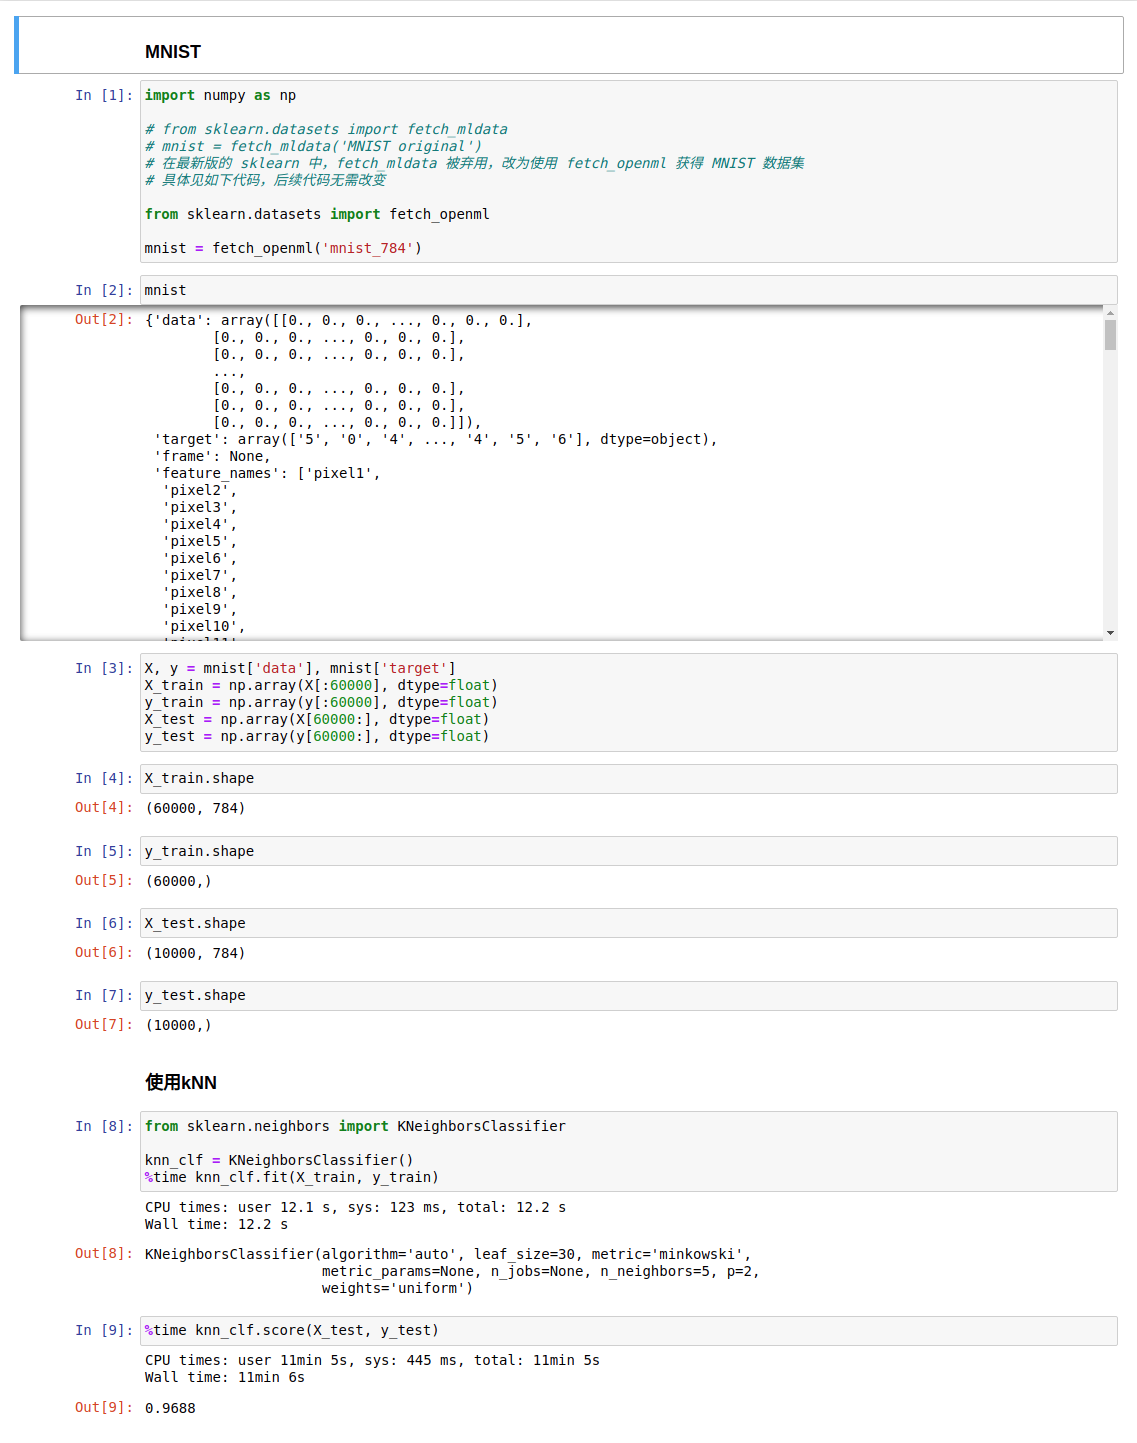 MNIST
In [1]: import numpy as np
# from sklearn.datasets import fetch_mldata
# mnist = fetch_mldata('MNIST original')
# 在最新版的 sklearn 中，fetch_mldata 被弃用，改为使用 fetch_openml 获得 MNIST 数据集
# 具体见如下代码，后续代码无需改变
from sklearn.datasets import fetch_openml
mnist = fetch_openml('mnist_784')
In [2]: mnist
Out[2]: {'data': array([[0., 0., 0., ..., 0., 0., 0.],
[0., 0., 0., ..., 0., 0., 0.],
[0., 0., 0., ..., 0., 0., 0.],
...,
[0., 0., 0., ..., 0., 0., 0.],
[0., 0., 0., ..., 0., 0., 0.],
[0., 0., 0., ..., 0., 0., 0.]]),
'target': array(['5', '0', '4', ..., '4', '5', '6'], dtype=object),
'frame': None,
'feature_names': ['pixel1',
'pixel2',
'pixel3',
'pixel4',
'pixel5',
'pixel6',
'pixel7',
'pixel8',
'pixel9',
'pixel10',
In [3]: X, y = mnist['data'], mnist['target']
X_train = np.array(X[:60000], dtype=float)
y_train = np.array(y[:60000], dtype=float)
X_test = np.array(X[60000:], dtype=float)
y_test = np.array(y[60000:], dtype=float)
In [4]: X_train.shape
Out[4]: (60000, 784)
In [5]: y_train.shape
Out[5]: (60000,)
In [6]: X_test.shape
Out[6]: (10000, 784)
In [7]: y_test.shape
Out[7]: (10000,)
使用kNN
In [8]: from sklearn.neighbors import KNeighborsClassifier
knn_clf = KNeighborsClassifier()
%time knn_clf.fit(X_train, y_train)
CPU times: user 12.1 s, sys: 123 ms, total: 12.2 s
Wall time: 12.2 s
Out[8]: KNeighborsClassifier(algorithm='auto', leaf_size=30, metric='minkowski',
metric_params=None, n_jobs=None, n_neighbors=5, p=2,
weights='uniform')
In [9]: %time knn_clf.score(X_test, y_test)
CPU times: user 11min 5s, sys: 445 ms, total: 11min 5s
Wall time: 11min 6s
Out[9]: 0.9688